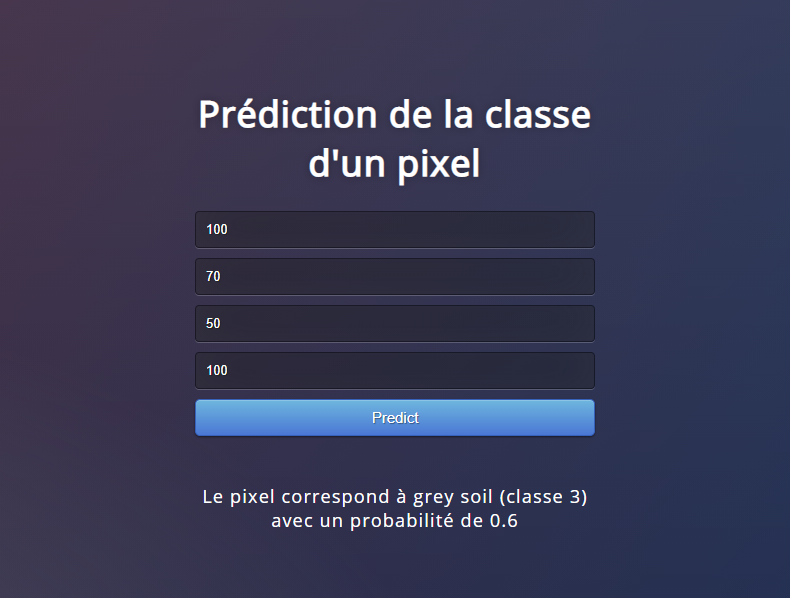 Prédiction de la classe
d'un pixel
100
70
50
100
Predict
Le pixel correspond à grey soil (classe 3)
avec un probabilité de 0.6